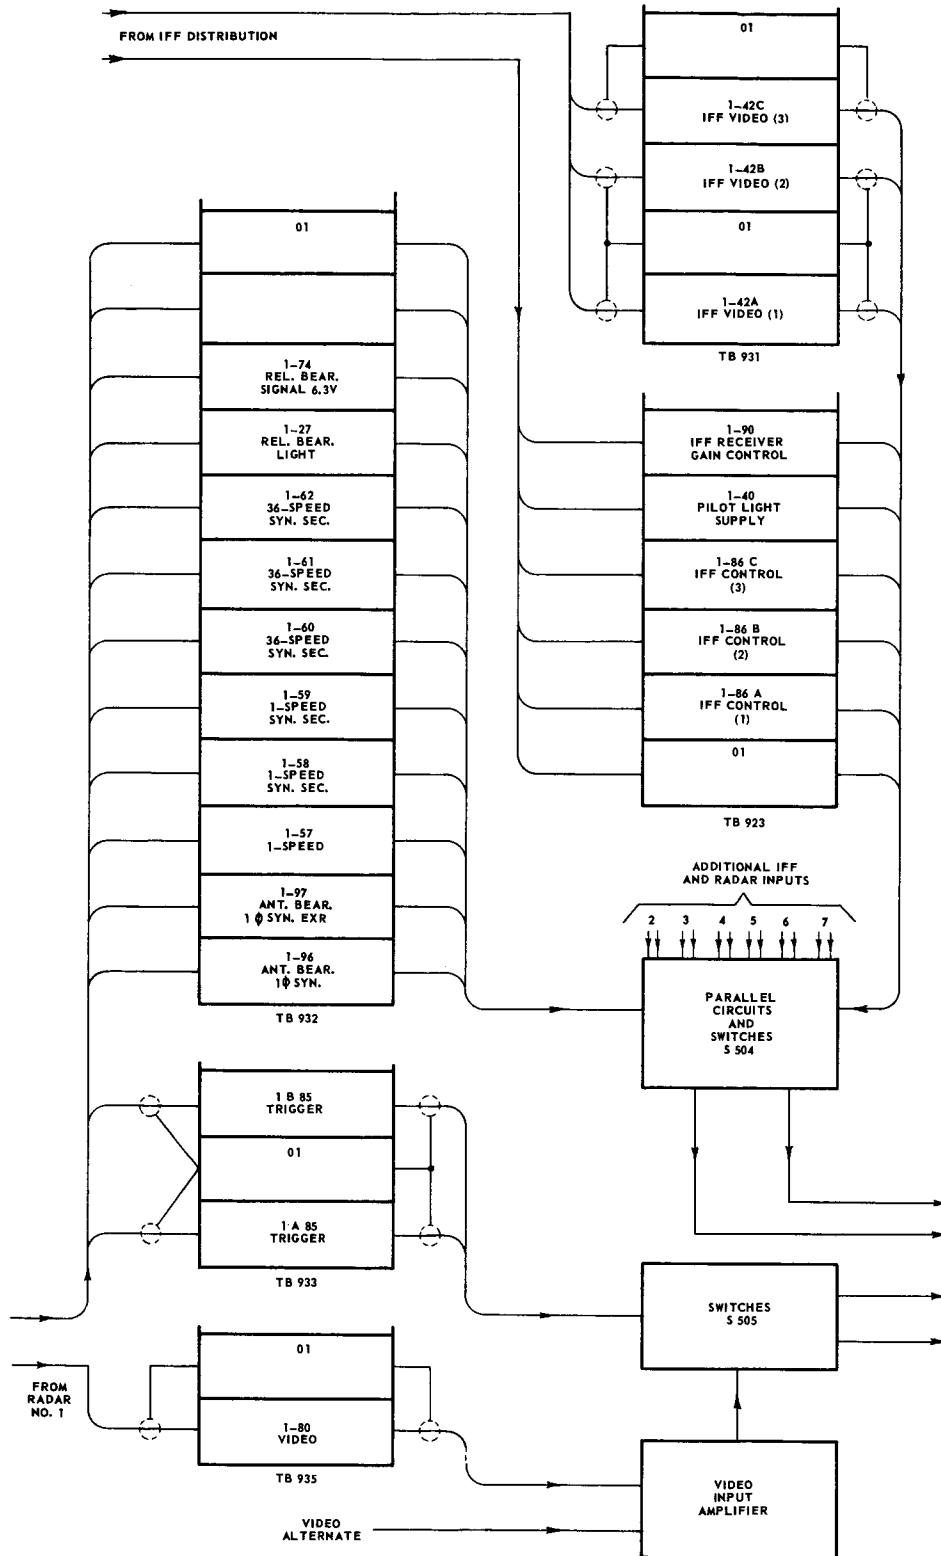 FROM IFF DISTRIBUTION
01
1-42C
IFF VIDEO (3)
1-42B
IFF VIDEO (2)
01
1-42A
IFF VIDEO (1)
TB 931
01
1-74
REL. BEAR.
SIGNAL 6.3V
1-27
REL. BEAR.
LIGHT
1-62
36-SPEED
SYN. SEC.
1-61
36-SPEED
SYN. SEC.
1-60
36-SPEED
SYN. SEC.
1-59
1-SPEED
SYN. SEC.
1-58
1-SPEED
SYN. SEC.
1-57
1-SPEED
1-97
ANT. BEAR.
1 ϕ SYN. EXR
1-96
ANT. BEAR.
1ϕ SYN.
TB 932
1-90
IFF RECEIVER
GAIN CONTROL
1-40
PILOT LIGHT
SUPPLY
1-86 C
IFF CONTROL
(3)
1-86 B
IFF CONTROL
(2)
1-86 A
IFF CONTROL
(1)
01
TB 923
ADDITIONAL IFF
AND RADAR INPUTS
2 3 4 5 6 7
PARALLEL
CIRCUITS
AND
SWITCHES
S 504
1 B 85
TRIGGER
01
1 A 85
TRIGGER
TB 933
SWITCHES
S 505
FROM
RADAR
NO. 1
01
1-80
VIDEO
TB 935
VIDEO
INPUT
AMPLIFIER
VIDEO
ALTERNATE